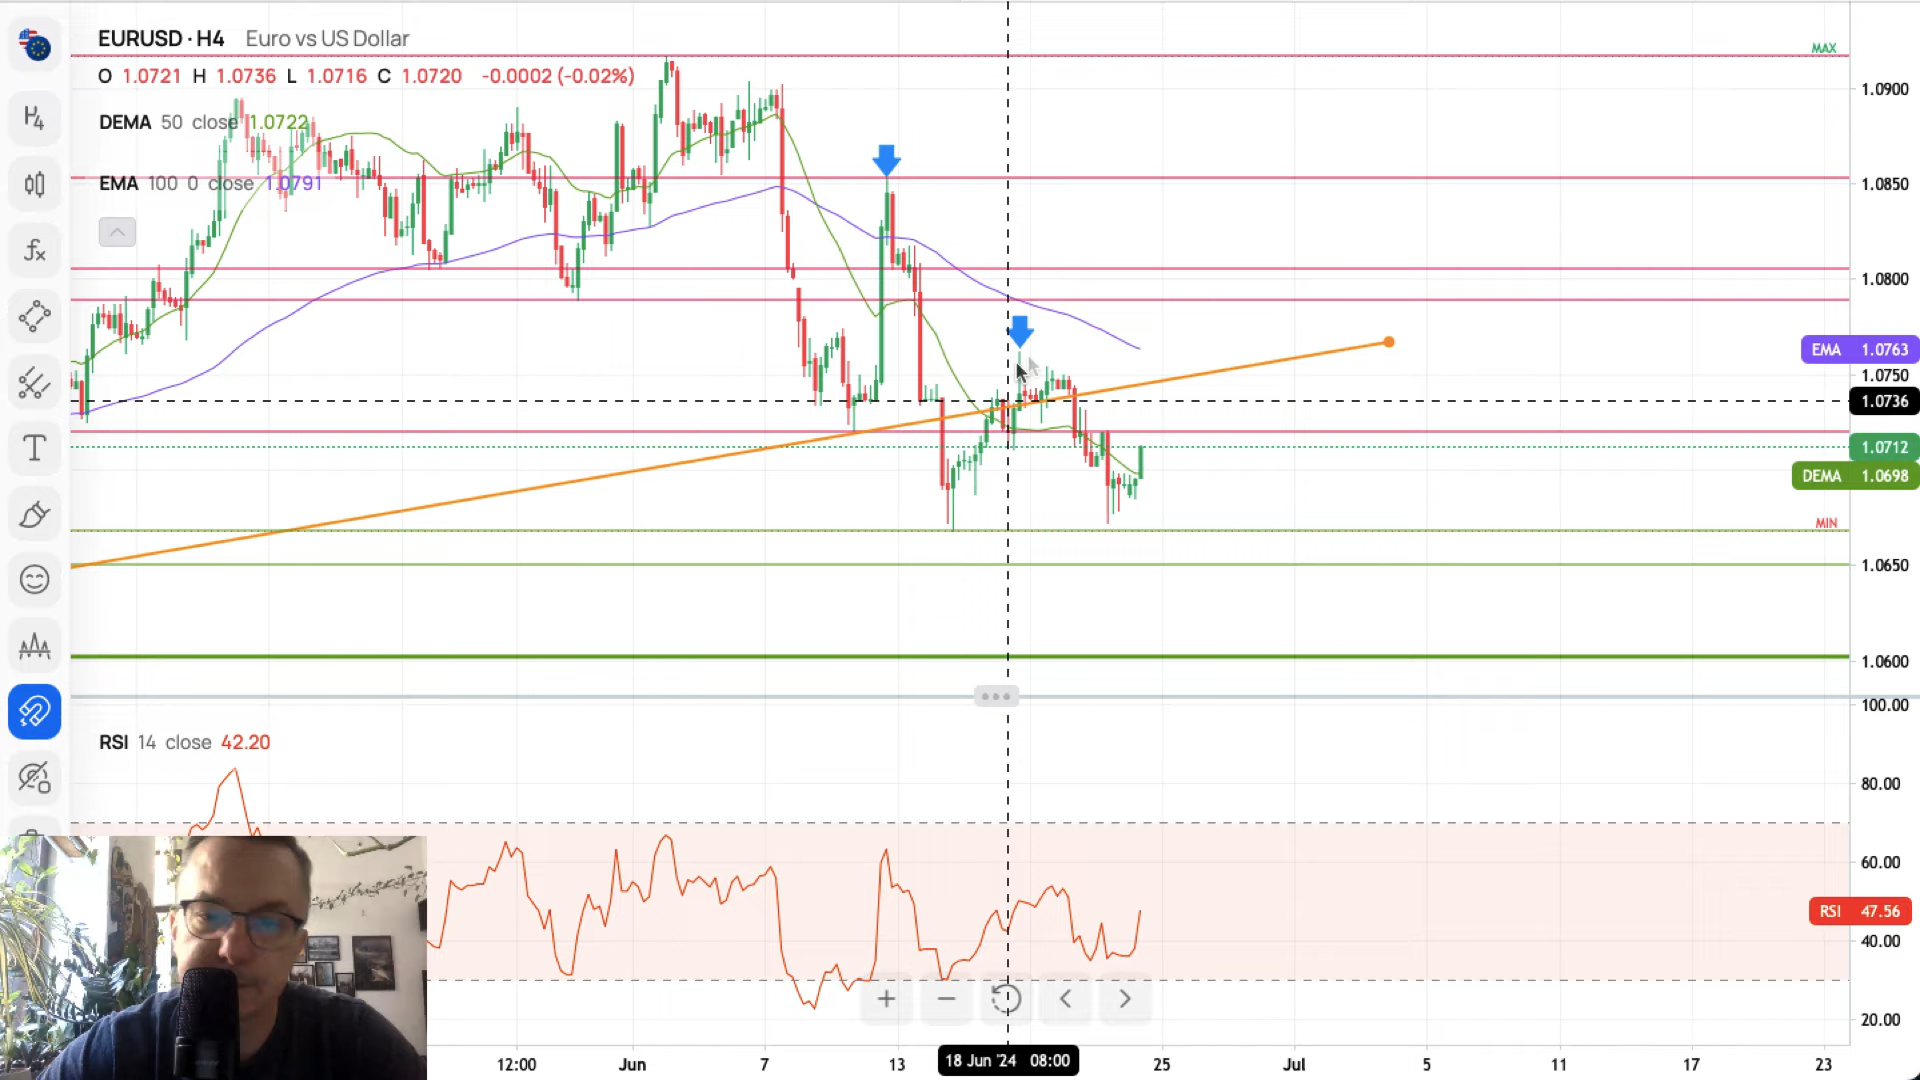 EURUSD · H4 Euro vs US Dollar
MAX
O 1.0721 H 1.0736 L 1.0716 C 1.0720 -0.0002 (-0.02%)
1.0900
H4
DEMA 50 close 1.0722
EMA 100 0 close 1.0791
1.0850
fx
1.0800
EMA 1.0763
1.0750
1.0736
T
1.0712
DEMA 1.0698
MIN
1.0650
1.0600
100.00
RSI 14 close 42.20
80.00
60.00
RSI 47.56
40.00
20.00
12:00 Jun 7 13 18 Jun '24 08:00 25 Jul 5 11 17 23